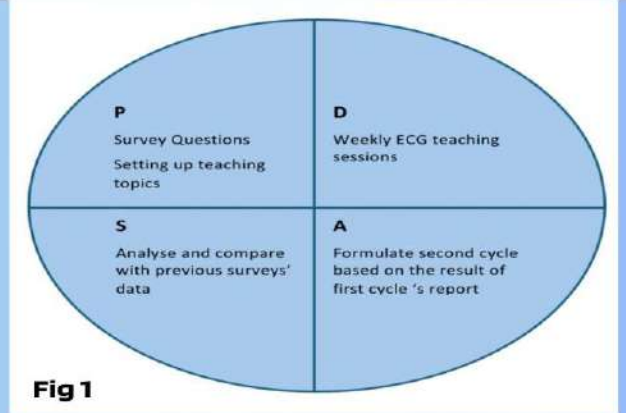 P
Survey Questions
Setting up teaching
topics
D
Weekly ECG teaching
sessions
S
Analyse and compare
with previous surveys'
data
A
Formulate second cycle
based on the result of
first cycle 's report
Fig 1